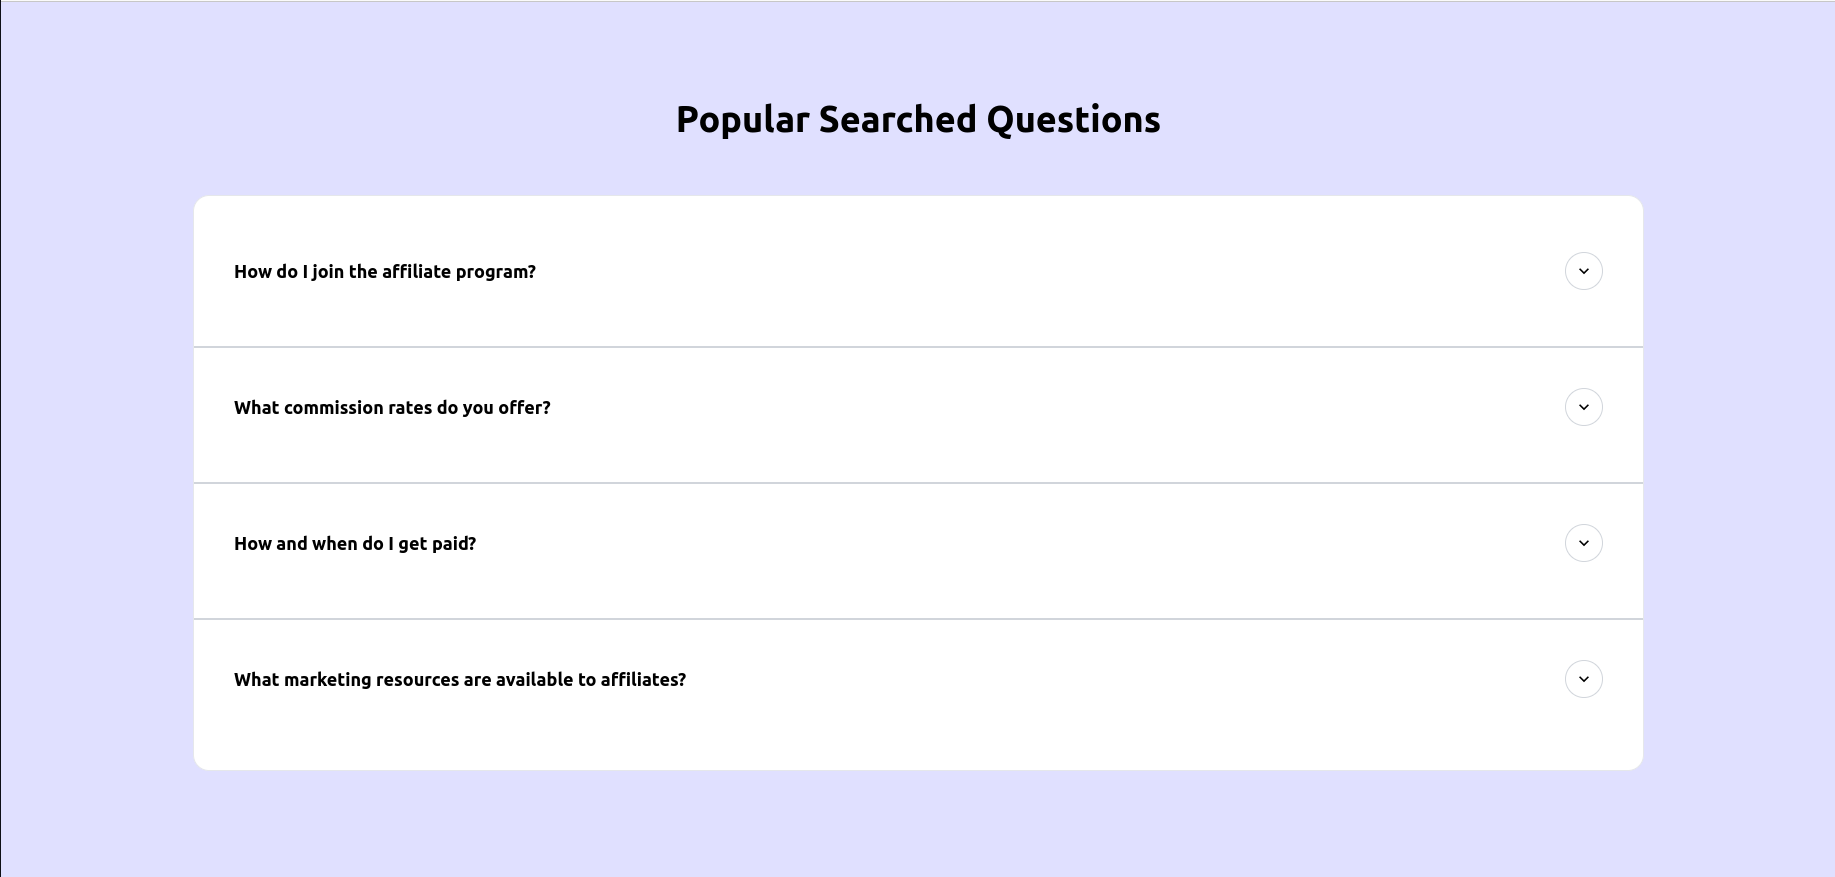 Popular Searched Questions
How do I join the affiliate program?
What commission rates do you offer?
How and when do I get paid?
What marketing resources are available to affiliates?